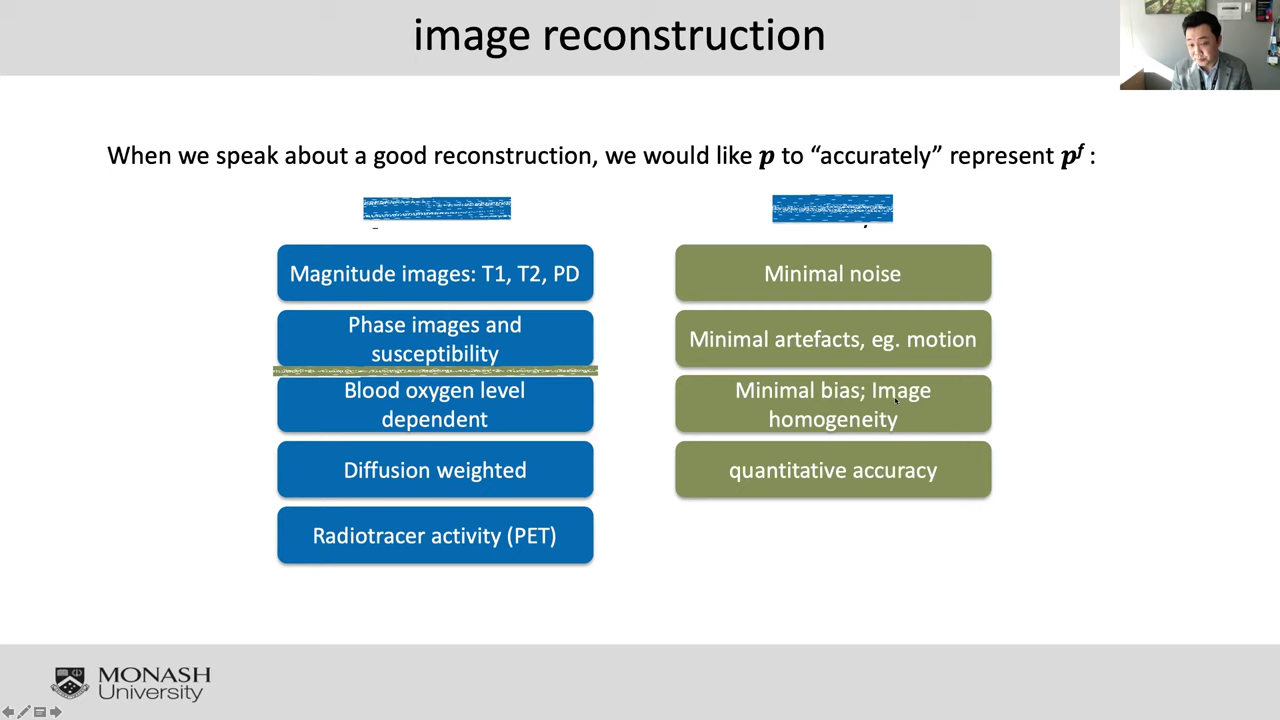 image reconstruction
When we speak about a good reconstruction, we would like p to “accurately” represent pᶠ :
Magnitude images: T1, T2, PD
Phase images and
susceptibility
Blood oxygen level
dependent
Diffusion weighted
Radiotracer activity (PET)
Minimal noise
Minimal artefacts, eg. motion
Minimal bias; Image
homogeneity
quantitative accuracy
MONASH
University